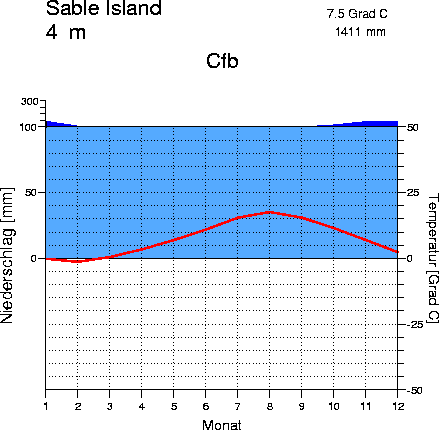 Sable Island
7.5 Grad C
4 m
1411 mm
Cfb
300
100
50
0
50
25
0
-25
-50
Niederschlag [mm]
Temperatur [Grad C]
1 2 3 4 5 6 7 8 9 10 11 12
Monat